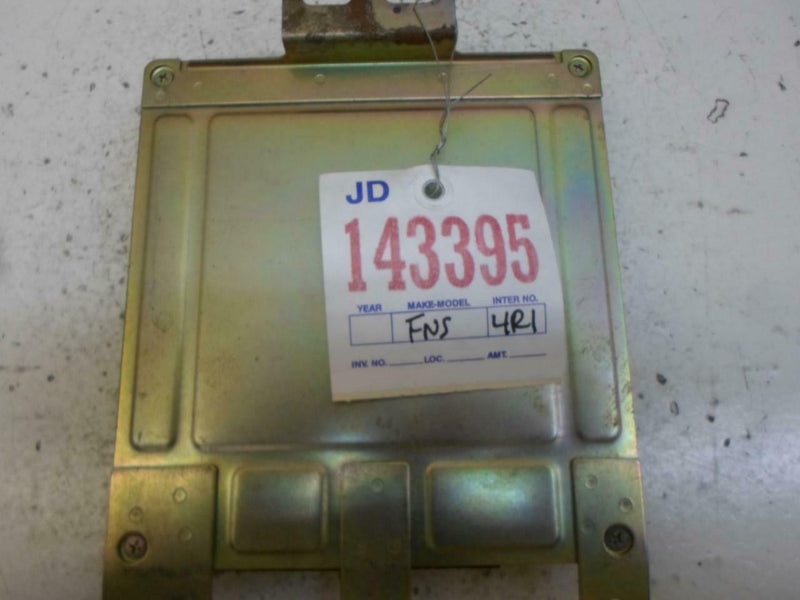 JD
143395
YEAR MAKE-MODEL INTER NO.
FNS 4R1
INV. NO. LOC. AMT.